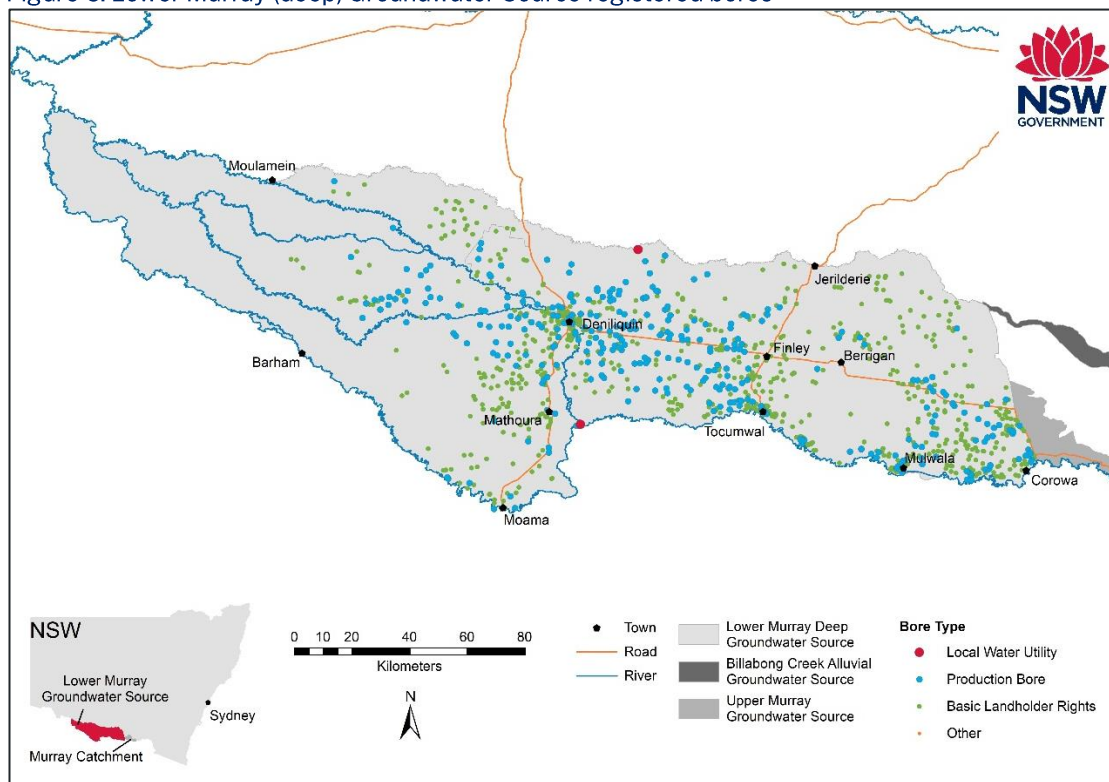 Lower Murray (deep) Groundwater Source registered bores
NSW
GOVERNMENT
Moulamein
Jerilderie
Deniliquin
Barham
Finley
Berrigan
Mathoura
Tocumwal
Mulwala
Corowa
Moama
NSW
Lower Murray
Groundwater Source
Sydney
Murray Catchment
0 10 20 40 60 80
Kilometers
N
Town
Road
River
Lower Murray Deep
Groundwater Source
Billabong Creek Alluvial
Groundwater Source
Upper Murray
Groundwater Source
Bore Type
Local Water Utility
Production Bore
Basic Landholder Rights
Other